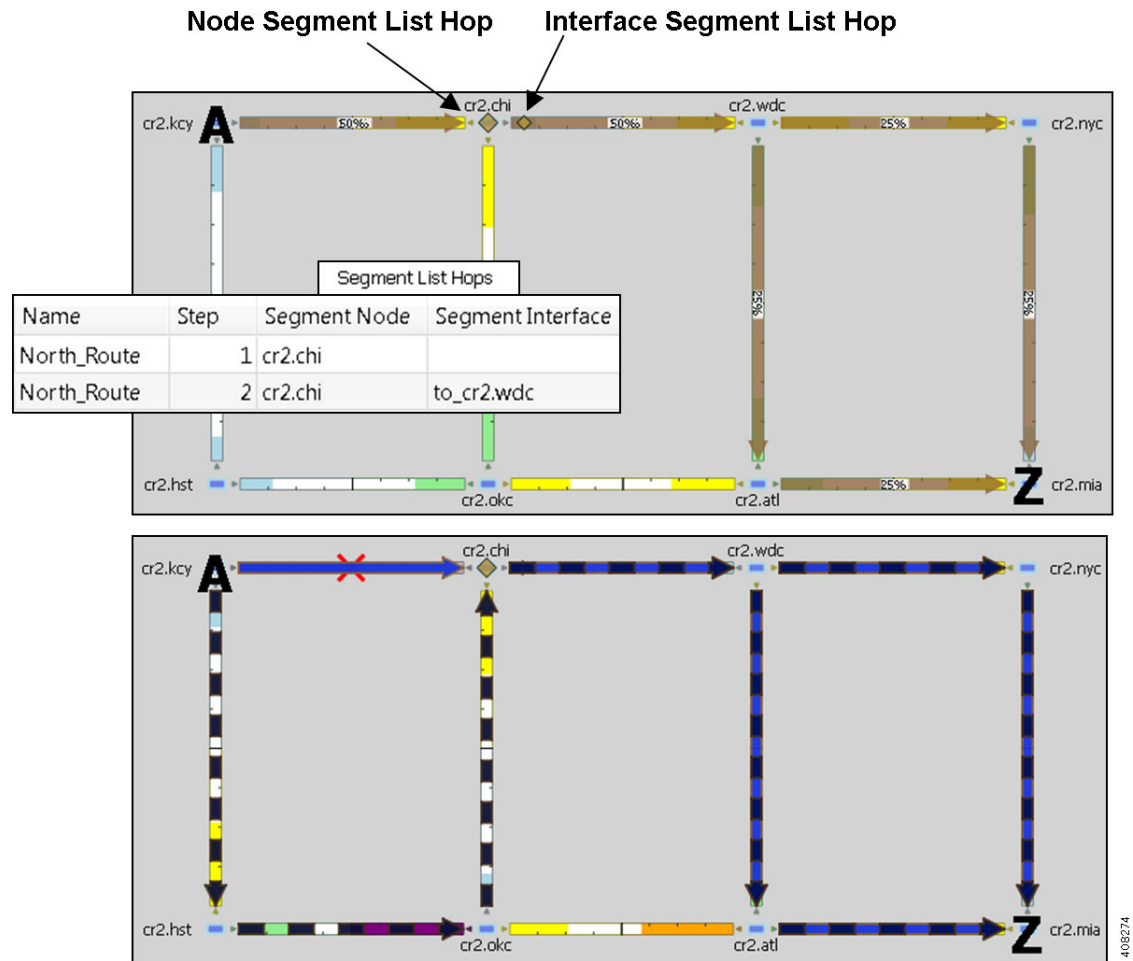 Node Segment List Hop Interface Segment List Hop
cr2.chi cr2.wdc
cr2.kcy A 50% 50% 25% cr2.nyc
25% 25%
Segment List Hops
Name Step Segment Node Segment Interface
North_Route 1 cr2.chi
North_Route 2 cr2.chi to_cr2.wdc
cr2.hst 25% Z cr2.mia
cr2.okc cr2.atl
cr2.chi cr2.wdc
cr2.kcy A cr2.nyc
cr2.hst Z cr2.mia
cr2.okc cr2.atl
408274